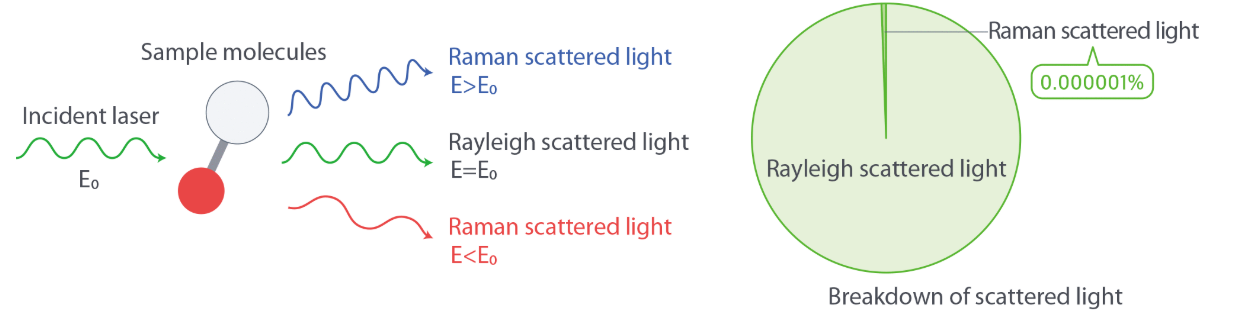 Sample molecules
Incident laser
E₀
Raman scattered light
E>E₀
Rayleigh scattered light
E=E₀
Raman scattered light
E<E₀
Raman scattered light
0.000001%
Rayleigh scattered light
Breakdown of scattered light